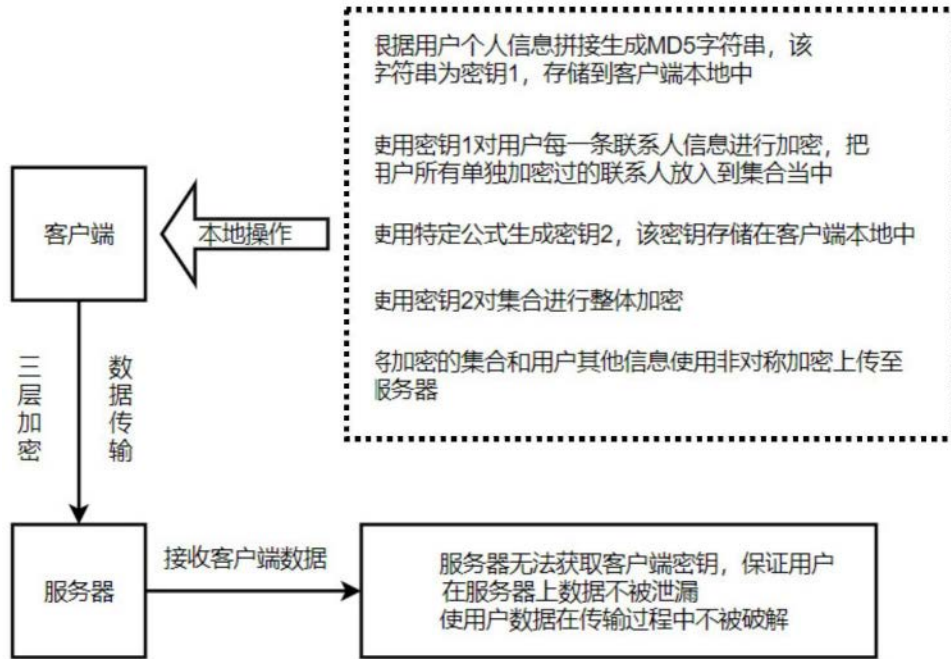 根据用户个人信息拼接生成MD5字符串，该
字符串为密钥1，存储到客户端本地中
使用密钥1对用户每一条联系人信息进行加密，把
用户所有单独加密过的联系人放入到集合当中
使用特定公式生成密钥2，该密钥存储在客户端本地中
使用密钥2对集合进行整体加密
将加密的集合和用户其他信息使用非对称加密上传至
服务器
客户端
本地操作
三层加密
数据传输
服务器
接收客户端数据
服务器无法获取客户端密钥，保证用户
在服务器上数据不被泄漏
使用户数据在传输过程中不被破解